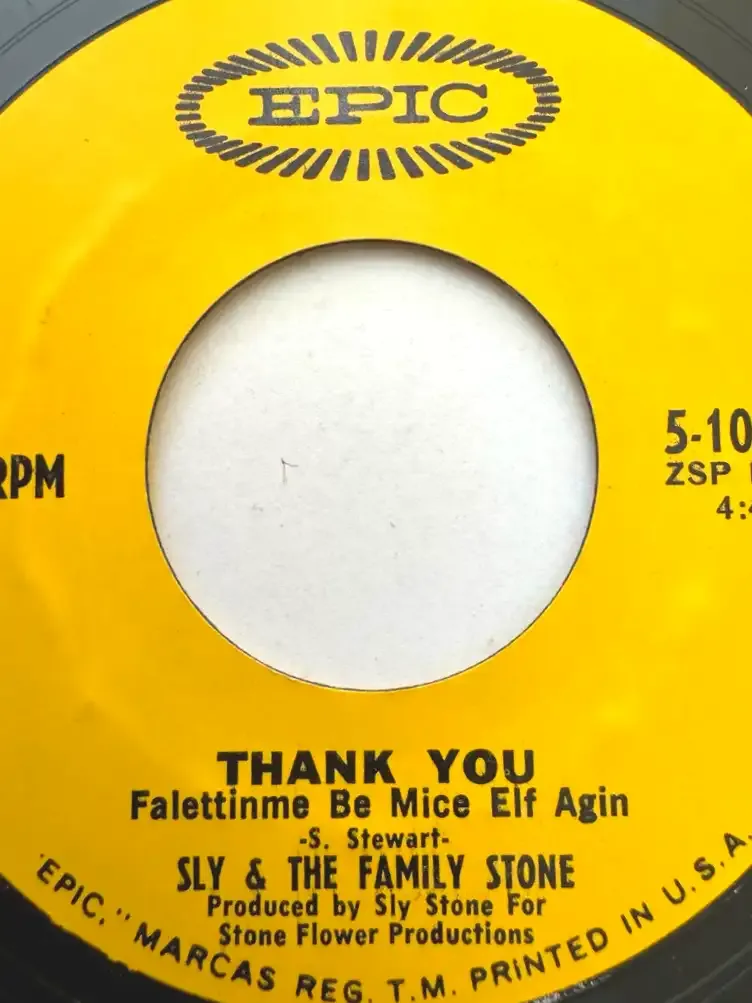 EPIC
RPM
5-10
ZSP
4:4
THANK YOU
Falettinme Be Mice Elf Agin
-S. Stewart-
SLY & THE FAMILY STONE
Produced by Sly Stone For
Stone Flower Productions
"EPIC," MARCAS REG. T.M. PRINTED IN U.S.A.